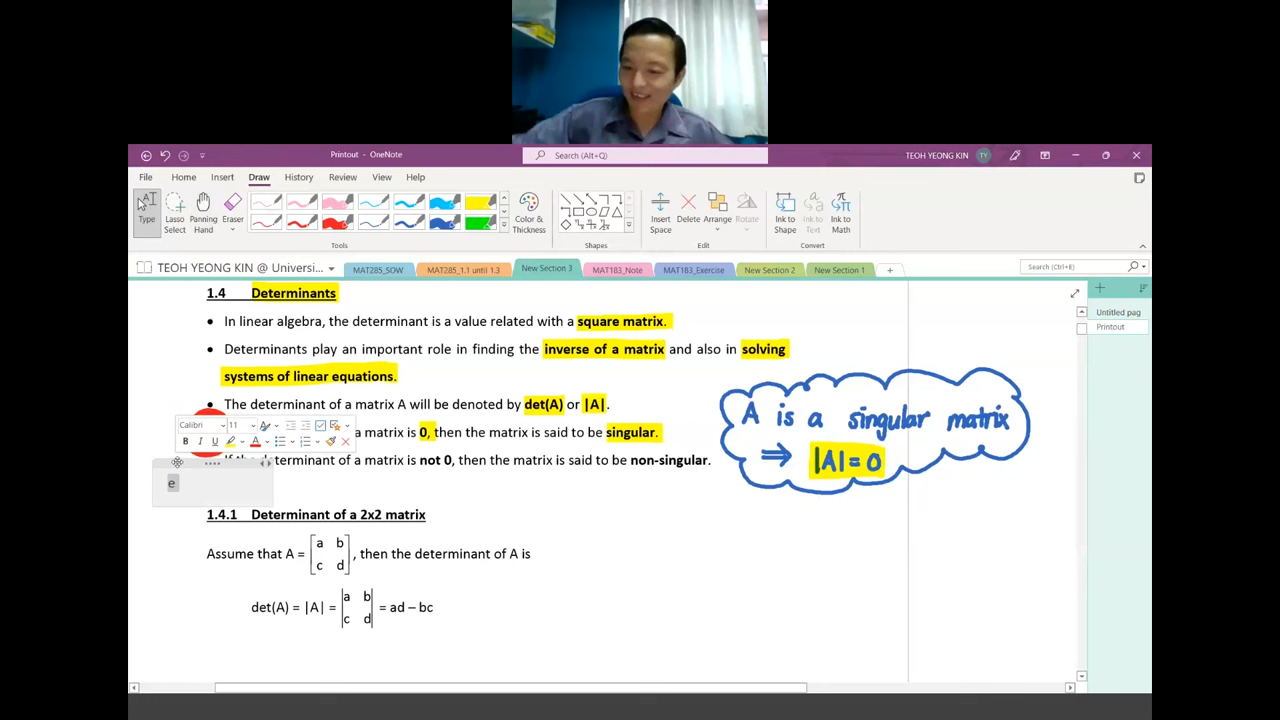 Printout - OneNote
Search (Alt+Q)
TEOH YEONG KIN TY
File Home Insert Draw History Review View Help
Type
Lasso Select
Panning Hand
Eraser
Color & Thickness
Insert Space
Delete
Arrange
Rotate
Ink to Shape
Ink to Text
Ink to Math
Tools Shapes Edit Convert
TEOH YEONG KIN @ Universi...
MAT285_SOW MAT285_1.1 until 1.3 New Section 3 MAT183_Note MAT183_Exercise New Section 2 New Section 1 +
Search (Ctrl+E)
Untitled pag
Printout
1.4 Determinants
• In linear algebra, the determinant is a value related with a square matrix.
• Determinants play an important role in finding the inverse of a matrix and also in solving
systems of linear equations.
• The determinant of a matrix A will be denoted by det(A) or |A|.
Calibri 11
B I U A
a matrix is 0, then the matrix is said to be singular.
determinant of a matrix is not 0, then the matrix is said to be non-singular.
e
A is a singular matrix
⇒ |A| = 0
1.4.1 Determinant of a 2x2 matrix
Assume that A = [a b
c d], then the determinant of A is
det(A) = |A| = |a b
c d| = ad – bc